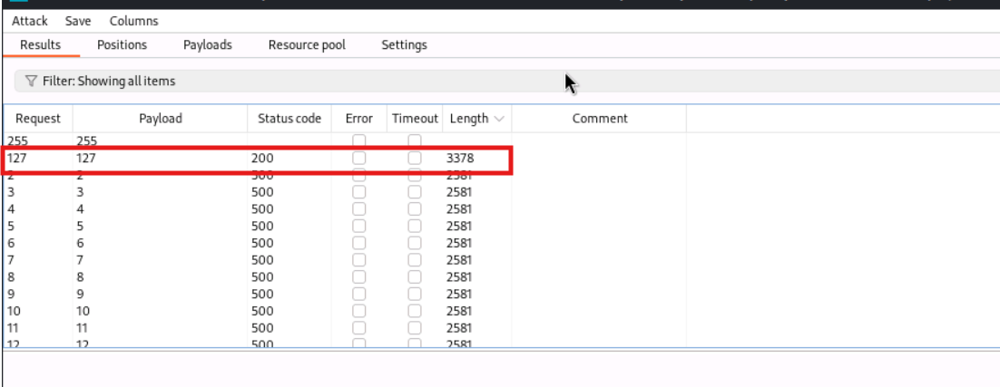 Attack Save Columns
Results Positions Payloads Resource pool Settings
Filter: Showing all items
Request Payload Status code Error Timeout Length Comment
255 255
127 127 200 3378
2 2 500 2581
3 3 500 2581
4 4 500 2581
5 5 500 2581
6 6 500 2581
7 7 500 2581
8 8 500 2581
9 9 500 2581
10 10 500 2581
11 11 500 2581
12 12 500 2581